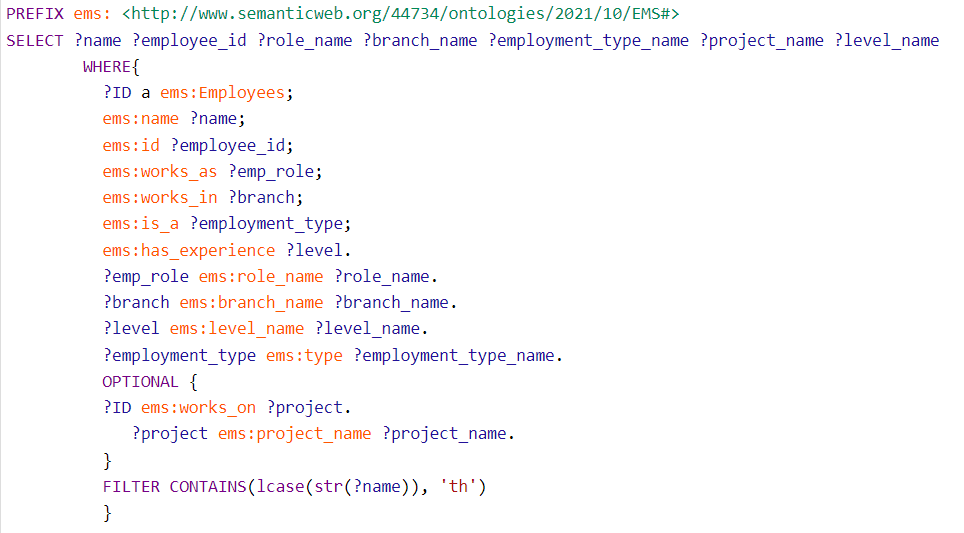 PREFIX ems: <http://www.semanticweb.org/44734/ontologies/2021/10/EMS#>
SELECT ?name ?employee_id ?role_name ?branch_name ?employment_type_name ?project_name ?level_name
WHERE{
?ID a ems:Employees;
ems:name ?name;
ems:id ?employee_id;
ems:works_as ?emp_role;
ems:works_in ?branch;
ems:is_a ?employment_type;
ems:has_experience ?level.
?emp_role ems:role_name ?role_name.
?branch ems:branch_name ?branch_name.
?level ems:level_name ?level_name.
?employment_type ems:type ?employment_type_name.
OPTIONAL {
?ID ems:works_on ?project.
?project ems:project_name ?project_name.
}
FILTER CONTAINS(lcase(str(?name)), 'th')
}